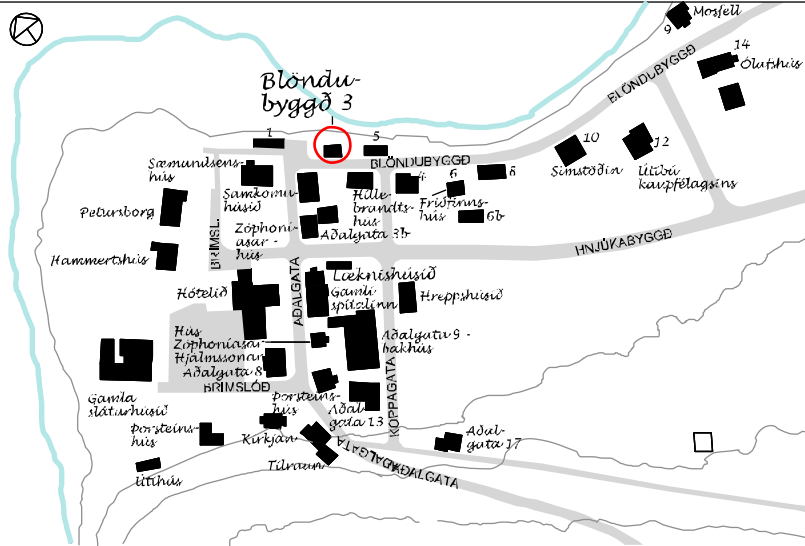 Mosfell
9
14
Ólafshús
BLÖNDUBYGGÐ
Blöndu-
byggð 3
1
5
10
12
BLÖNDUBYGGÐ
Sæmundsens-
hús
4
6
8
Símstöðin
Útibú
kaupfélagsins
Samkomu-
húsið
Hille-
brandts-
hús
Friðfinns-
hús
6b
Pétursborg
BRIMSL.
Zóphoní-
asar -
hús
Aðalgata 3b
HNJÚKABYGGÐ
Hammertshús
AÐALGATA
Læknishúsið
Hótelið
Gamli
spítalinn
Hreppshúsið
Hús
Zophoníasar
Hjálmssonar
Aðalgata 8
Aðalgata 9 -
bakhús
BRIMSLÓÐ
KOPPAGATA
Gamla
sláturhúsið
Þorsteins-
hús
Aðal-
gata 13
Þorsteins-
hús
Kirkjan
Aðal-
gata 17
AÐALGATA
AÐALGATA
Tilraun
Útihús